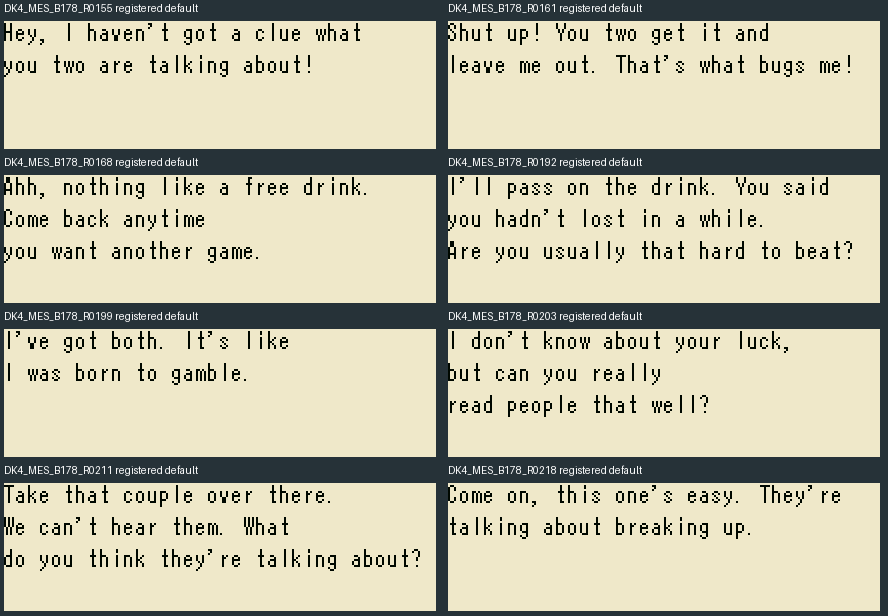 DK4_MES_B178_R0155 registered default
Hey, I haven't got a clue what
you two are talking about!
DK4_MES_B178_R0161 registered default
Shut up! You two get it and
leave me out. That's what bugs me!
DK4_MES_B178_R0168 registered default
Ahh, nothing like a free drink.
Come back anytime
you want another game.
DK4_MES_B178_R0192 registered default
I'll pass on the drink. You said
you hadn't lost in a while.
Are you usually that hard to beat?
DK4_MES_B178_R0199 registered default
I've got both. It's like
I was born to gamble.
DK4_MES_B178_R0203 registered default
I don't know about your luck,
but can you really
read people that well?
DK4_MES_B178_R0211 registered default
Take that couple over there.
We can't hear them. What
do you think they're talking about?
DK4_MES_B178_R0218 registered default
Come on, this one's easy. They're
talking about breaking up.